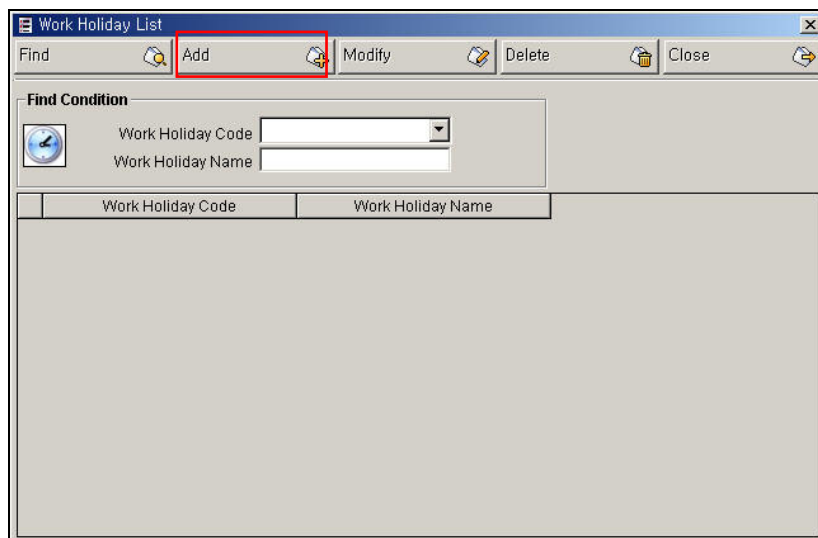 Work Holiday List
Find Add Modify Delete Close
Find Condition
Work Holiday Code
Work Holiday Name
Work Holiday Code Work Holiday Name